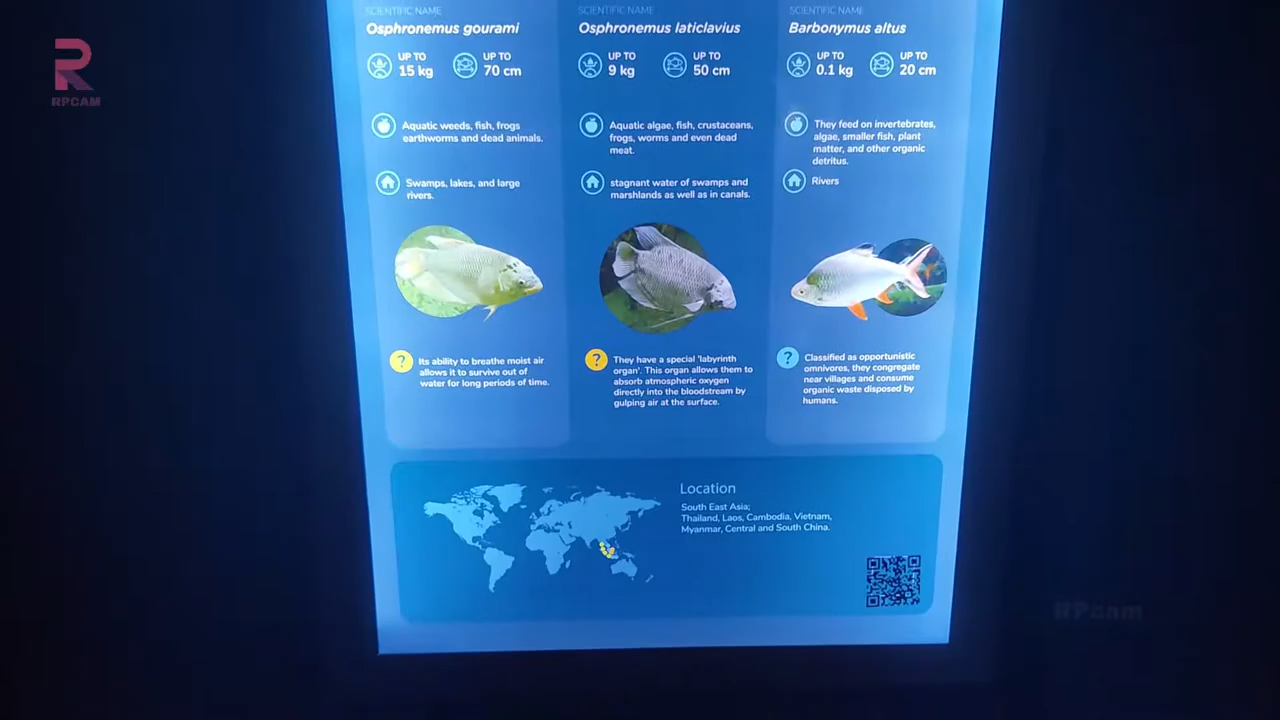 RPCAM
SCIENTIFIC NAME
Osphronemus gourami
UP TO
15 kg
UP TO
70 cm
Aquatic weeds, fish, frogs
earthworms and dead animals.
Swamps, lakes, and large
rivers.
?
Its ability to breathe moist air
allows it to survive out of
water for long periods of time.
SCIENTIFIC NAME
Osphronemus laticlavius
UP TO
9 kg
UP TO
50 cm
Aquatic algae, fish, crustaceans,
frogs, worms and even dead
meat.
stagnant water of swamps and
marshlands as well as in canals.
?
They have a special 'labyrinth
organ'. This organ allows them to
absorb atmospheric oxygen
directly into the bloodstream by
gulping air at the surface.
SCIENTIFIC NAME
Barbonymus altus
UP TO
0.1 kg
UP TO
20 cm
They feed on invertebrates,
algae, smaller fish, plant
matter, and other organic
detritus.
Rivers
?
Classified as opportunistic
omnivores, they congregate
near villages and consume
organic waste disposed by
humans.
Location
South East Asia;
Thailand, Laos, Cambodia, Vietnam,
Myanmar, Central and South China.
RPcam